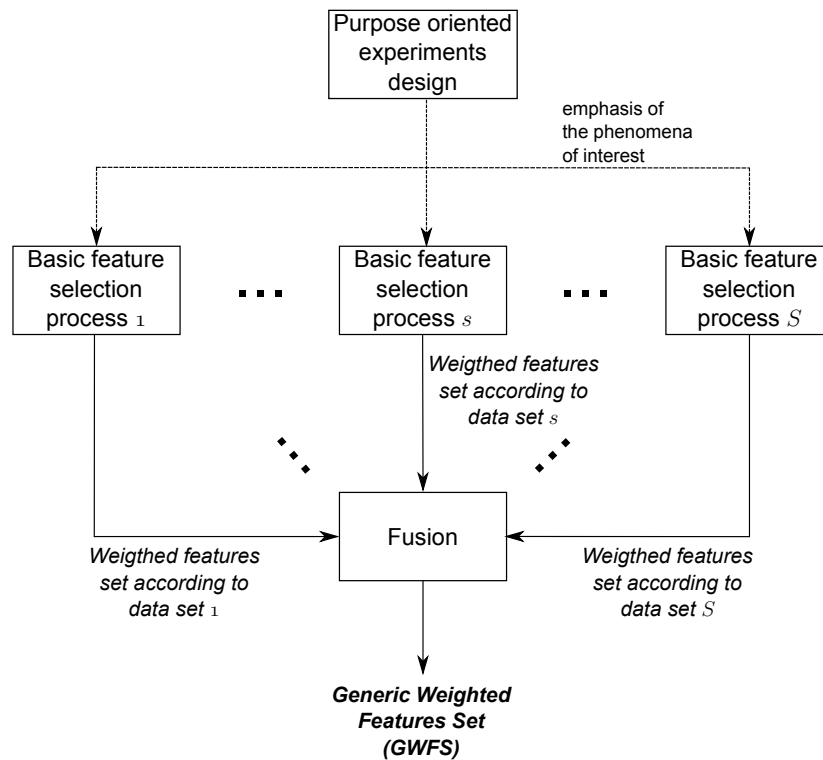 Purpose oriented
experiments
design
emphasis of
the phenomena
of interest
Basic feature
selection
process 1
Basic feature
selection
process s
Basic feature
selection
process S
Weigthed features
set according to
data set s
Fusion
Weigthed features
set according to
data set 1
Weigthed features
set according to
data set S
Generic Weighted
Features Set
(GWFS)